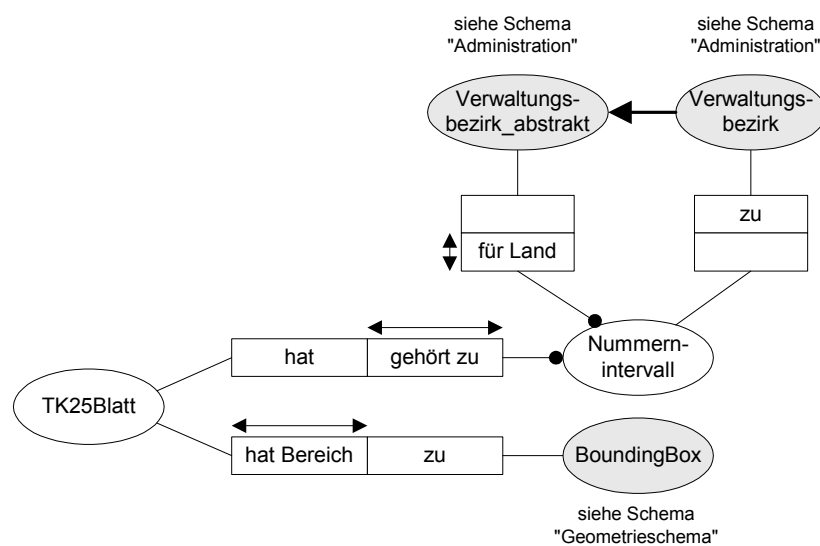 siehe Schema
"Administration"
siehe Schema
"Administration"
Verwaltungs-
bezirk_abstrakt
Verwaltungs-
bezirk
zu
für Land
hat
gehört zu
Nummern-
intervall
TK25Blatt
hat Bereich
zu
BoundingBox
siehe Schema
"Geometrieschema"